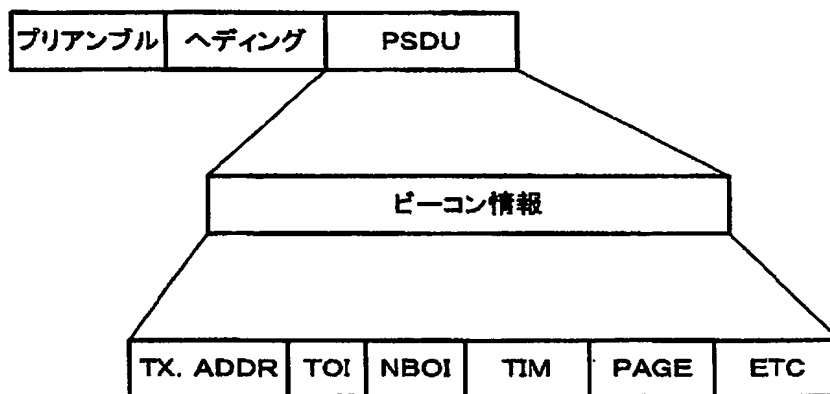 プリアンブル ヘディング PSDU
ビーコン情報
TX. ADDR TOI NBOI TIM PAGE ETC